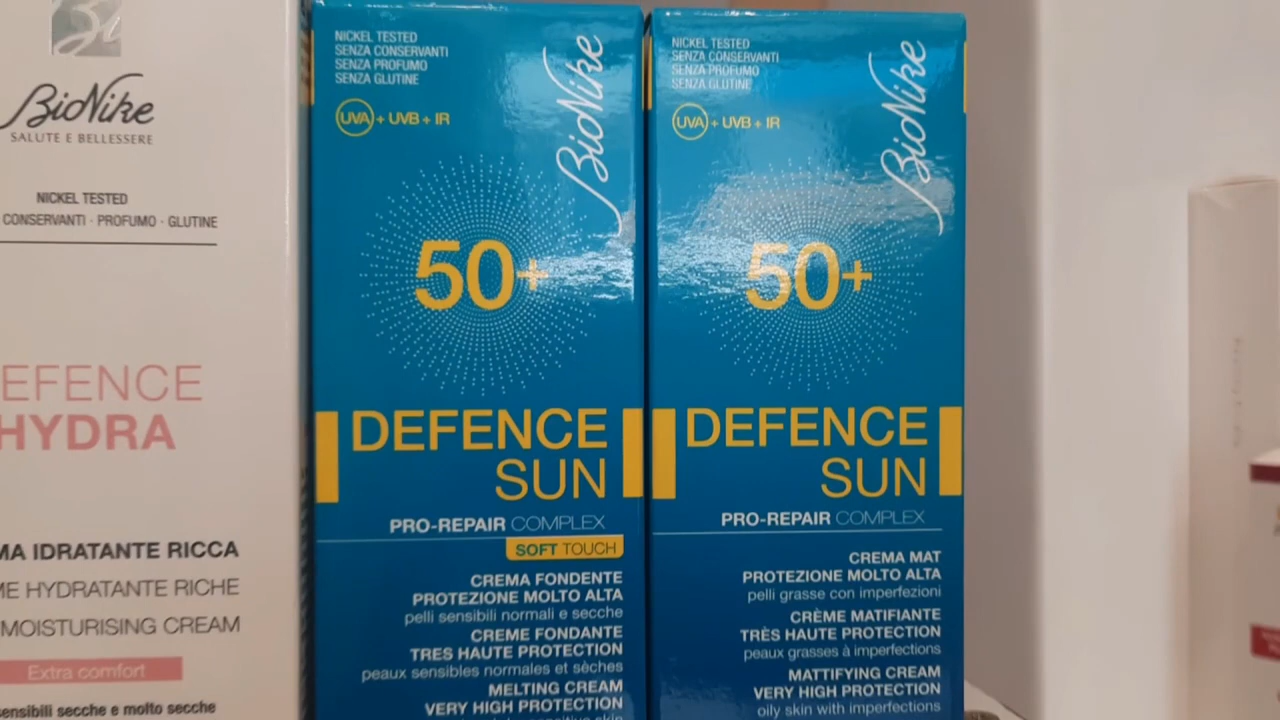 BioNike
SALUTE E BELLESSERE
NICKEL TESTED
CONSERVANTI · PROFUMO · GLUTINE
EFENCE
HYDRA
MA IDRATANTE RICCA
ME HYDRATANTE RICHE
MOISTURISING CREAM
Extra comfort
sensibili secche e molto secche
NICKEL TESTED
SENZA CONSERVANTI
SENZA PROFUMO
SENZA GLUTINE
UVA + UVB + IR
BioNike
50+
DEFENCE
SUN
PRO-REPAIR COMPLEX
SOFT TOUCH
CREMA FONDENTE
PROTEZIONE MOLTO ALTA
pelli sensibili normali e secche
CREME FONDANTE
TRES HAUTE PROTECTION
peaux sensibles normales et sèches
MELTING CREAM
VERY HIGH PROTECTION
NICKEL TESTED
SENZA CONSERVANTI
SENZA PROFUMO
SENZA GLUTINE
UVA + UVB + IR
BioNike
50+
DEFENCE
SUN
PRO-REPAIR COMPLEX
CREMA MAT
PROTEZIONE MOLTO ALTA
pelli grasse con imperfezioni
CRÈME MATIFIANTE
TRÈS HAUTE PROTECTION
peaux grasses à imperfections
MATTIFYING CREAM
VERY HIGH PROTECTION
oily skin with imperfections